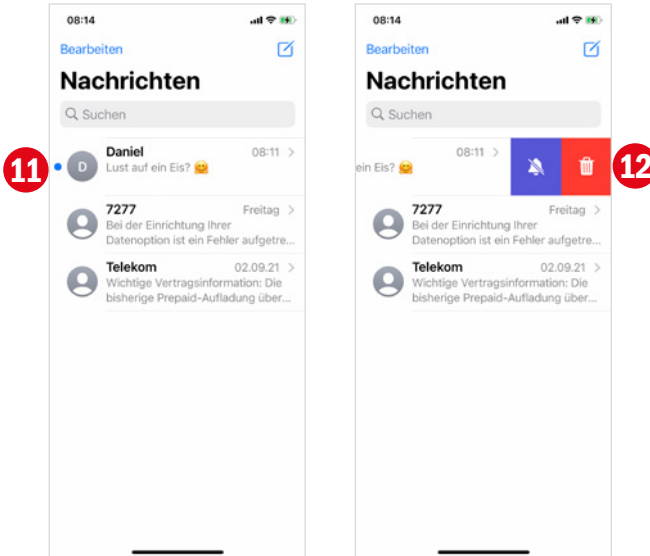 08:14
Bearbeiten
Nachrichten
Suchen
11
D
Daniel 08:11
Lust auf ein Eis? 🤗
7277 Freitag
Bei der Einrichtung Ihrer
Datenoption ist ein Fehler aufgetre...
Telekom 02.09.21
Wichtige Vertragsinformation: Die
bisherige Prepaid-Aufladung über...
08:14
Bearbeiten
Nachrichten
Suchen
08:11
ein Eis? 🤗
12
7277 Freitag
Bei der Einrichtung Ihrer
Datenoption ist ein Fehler aufgetre...
Telekom 02.09.21
Wichtige Vertragsinformation: Die
bisherige Prepaid-Aufladung über...